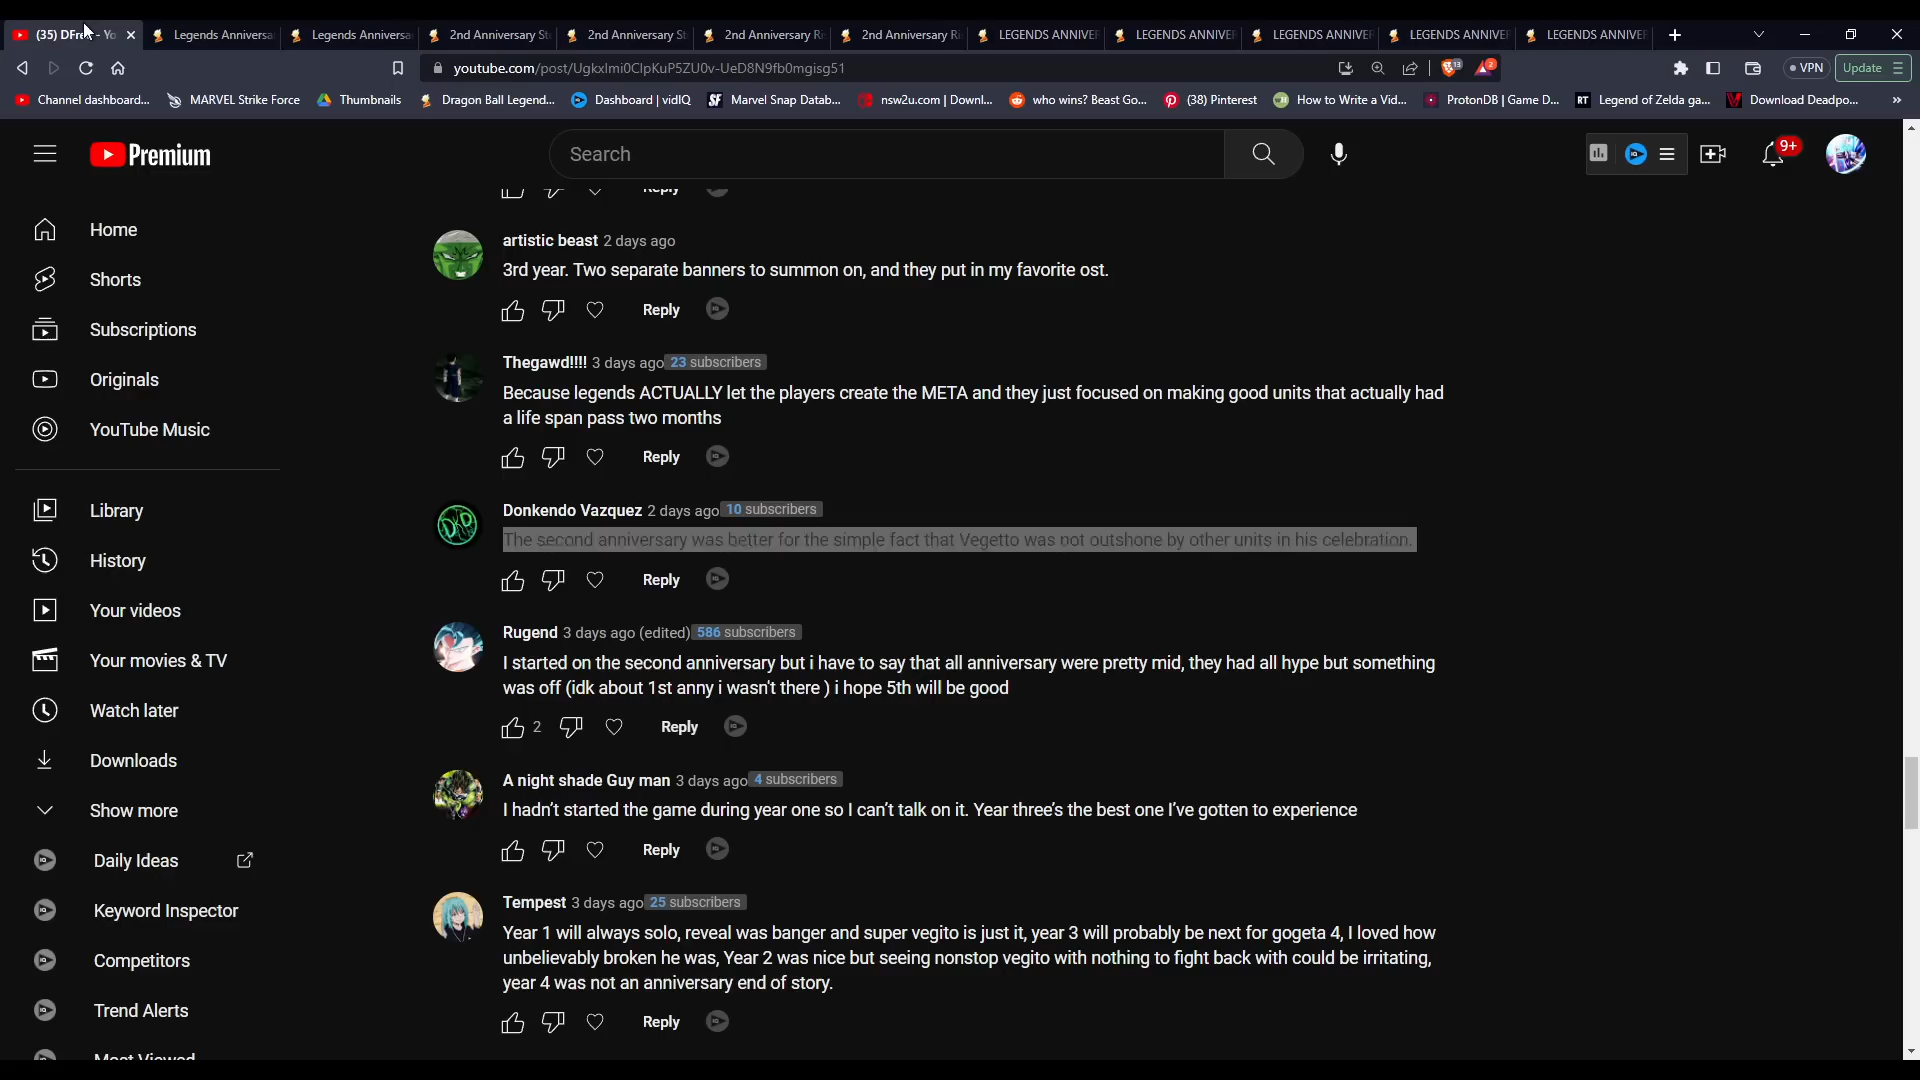 (35) DFre - Yo
Legends Anniversa
Legends Anniversa
2nd Anniversary St
2nd Anniversary St
2nd Anniversary Ri
2nd Anniversary Ri
LEGENDS ANNIVER
LEGENDS ANNIVER
LEGENDS ANNIVER
LEGENDS ANNIVER
LEGENDS ANNIVER
youtube.com/post/UgkxImi0ClpKuP5ZU0v-UeD8N9fb0mgisg51
13
2
VPN
Update
Channel dashboard...
MARVEL Strike Force
Thumbnails
Dragon Ball Legend...
Dashboard | vidIQ
Marvel Snap Datab...
nsw2u.com | Downl...
who wins? Beast Go...
(38) Pinterest
How to Write a Vid...
ProtonDB | Game D...
Legend of Zelda ga...
Download Deadpo...
Premium
Search
9+
Home
Shorts
Subscriptions
Originals
YouTube Music
Library
History
Your videos
Your movies & TV
Watch later
Downloads
Show more
Daily Ideas
Keyword Inspector
Competitors
Trend Alerts
Most Viewed
Reply
artistic beast 2 days ago
3rd year. Two separate banners to summon on, and they put in my favorite ost.
Reply
Thegawd!!!! 3 days ago 23 subscribers
Because legends ACTUALLY let the players create the META and they just focused on making good units that actually had
a life span pass two months
Reply
Donkendo Vazquez 2 days ago 10 subscribers
The second anniversary was better for the simple fact that Vegetto was not outshone by other units in his celebration.
Reply
Rugend 3 days ago (edited) 586 subscribers
I started on the second anniversary but i have to say that all anniversary were pretty mid, they had all hype but something
was off (idk about 1st anny i wasn't there ) i hope 5th will be good
2
Reply
A night shade Guy man 3 days ago 4 subscribers
I hadn't started the game during year one so I can't talk on it. Year three's the best one I've gotten to experience
Reply
Tempest 3 days ago 25 subscribers
Year 1 will always solo, reveal was banger and super vegito is just it, year 3 will probably be next for gogeta 4, I loved how
unbelievably broken he was, Year 2 was nice but seeing nonstop vegito with nothing to fight back with could be irritating,
year 4 was not an anniversary end of story.
Reply